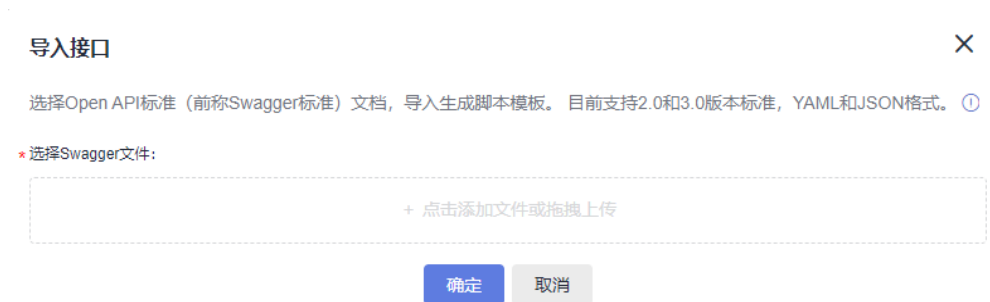 导入接口
选择Open API标准（前称Swagger标准）文档，导入生成脚本模板。 目前支持2.0和3.0版本标准，YAML和JSON格式。
* 选择Swagger文件：
+ 点击添加文件或拖拽上传
确定 取消